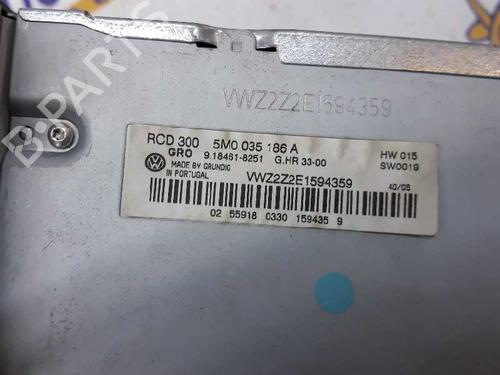 VWZ2Z2E1594359
RCD 300 5M0 035 186 A
GRO 9.18481-8251 G.HR 33-00 HW 015
MADE BY GRUNDIG SW0019
IN PORTUGAL VWZ2Z2E1594359 40/05
02 55918 0330 159435 9